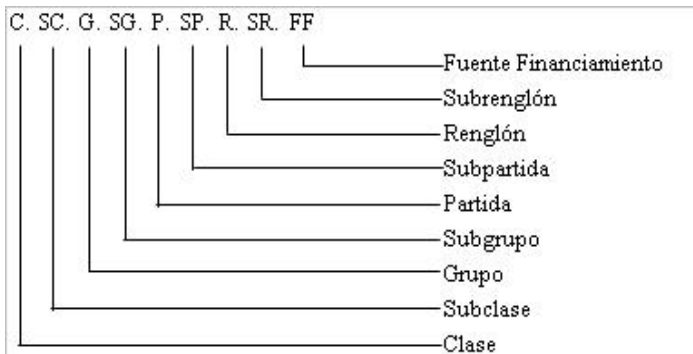 C. SC. G. SG. P. SP. R. SR. FF
Fuente Financiamiento
Subrenglón
Renglón
Subpartida
Partida
Subgrupo
Grupo
Subclase
Clase